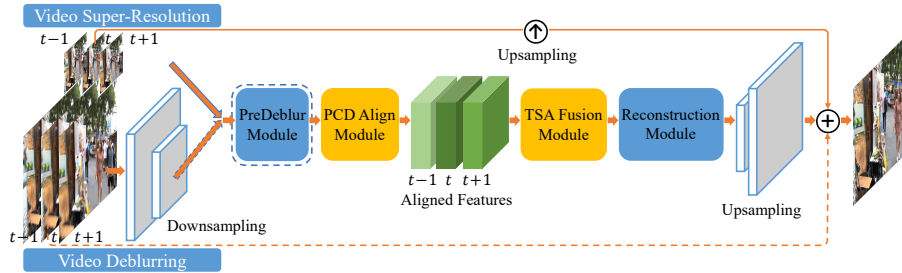 Video Super-Resolution
t−1 t t+1
Upsampling
PreDeblur
Module
PCD Align
Module
TSA Fusion
Module
Reconstruction
Module
t−1 t t+1
Aligned Features
Downsampling
Upsampling
t−1 t t+1
Video Deblurring